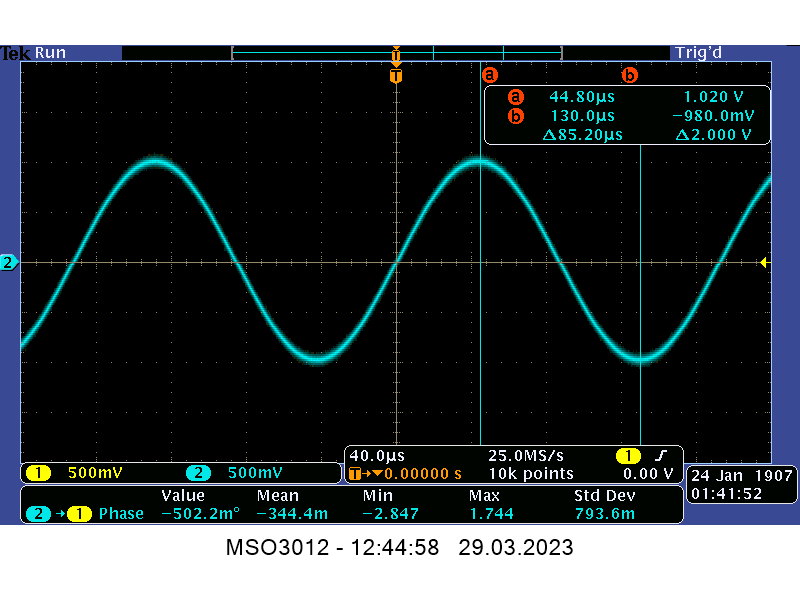 Tek Run Trig'd
T
T a b
a 44.80µs 1.020 V
b 130.0µs −980.0mV
Δ85.20µs Δ2.000 V
2
40.0µs 25.0MS/s 1
1 500mV 2 500mV T→▼0.00000 s 10k points 0.00 V
24 Jan 1907
01:41:52
Value Mean Min Max Std Dev
2 →1 Phase −502.2m° −344.4m −2.847 1.744 793.6m
MSO3012 - 12:44:58 29.03.2023